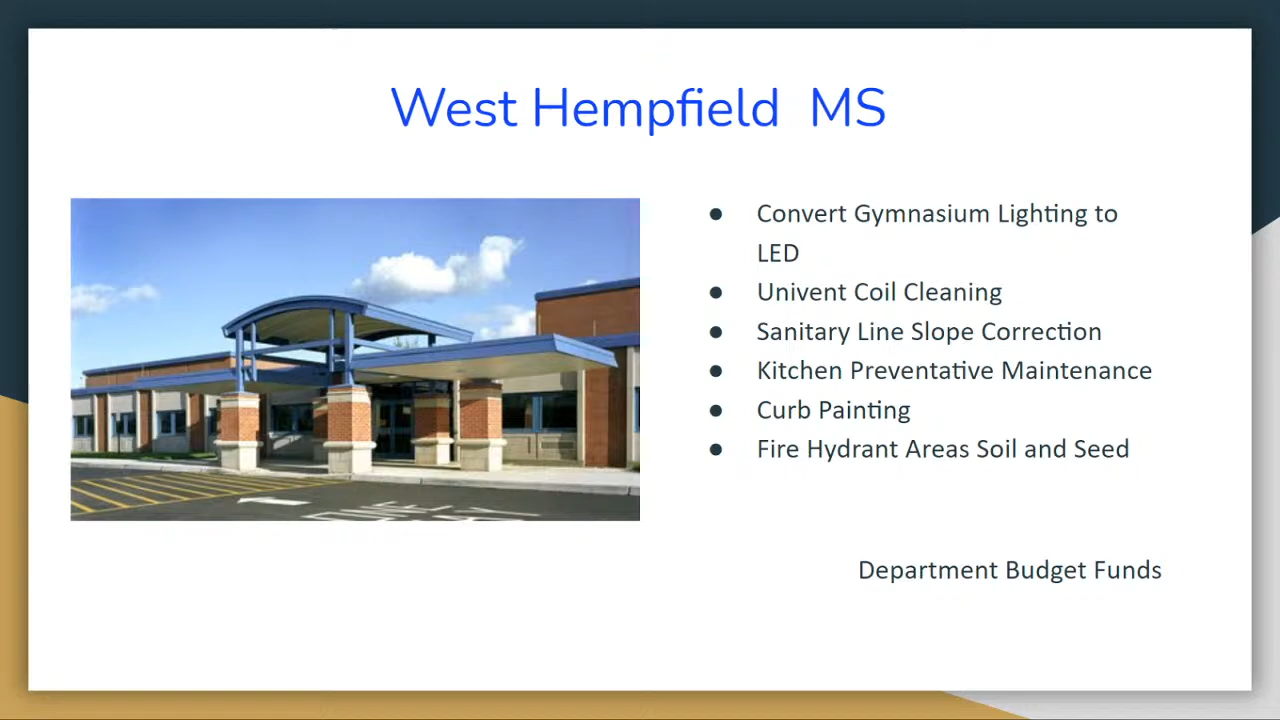 West Hempfield  MS
● Convert Gymnasium Lighting to
LED
● Univent Coil Cleaning
● Sanitary Line Slope Correction
● Kitchen Preventative Maintenance
● Curb Painting
● Fire Hydrant Areas Soil and Seed
Department Budget Funds